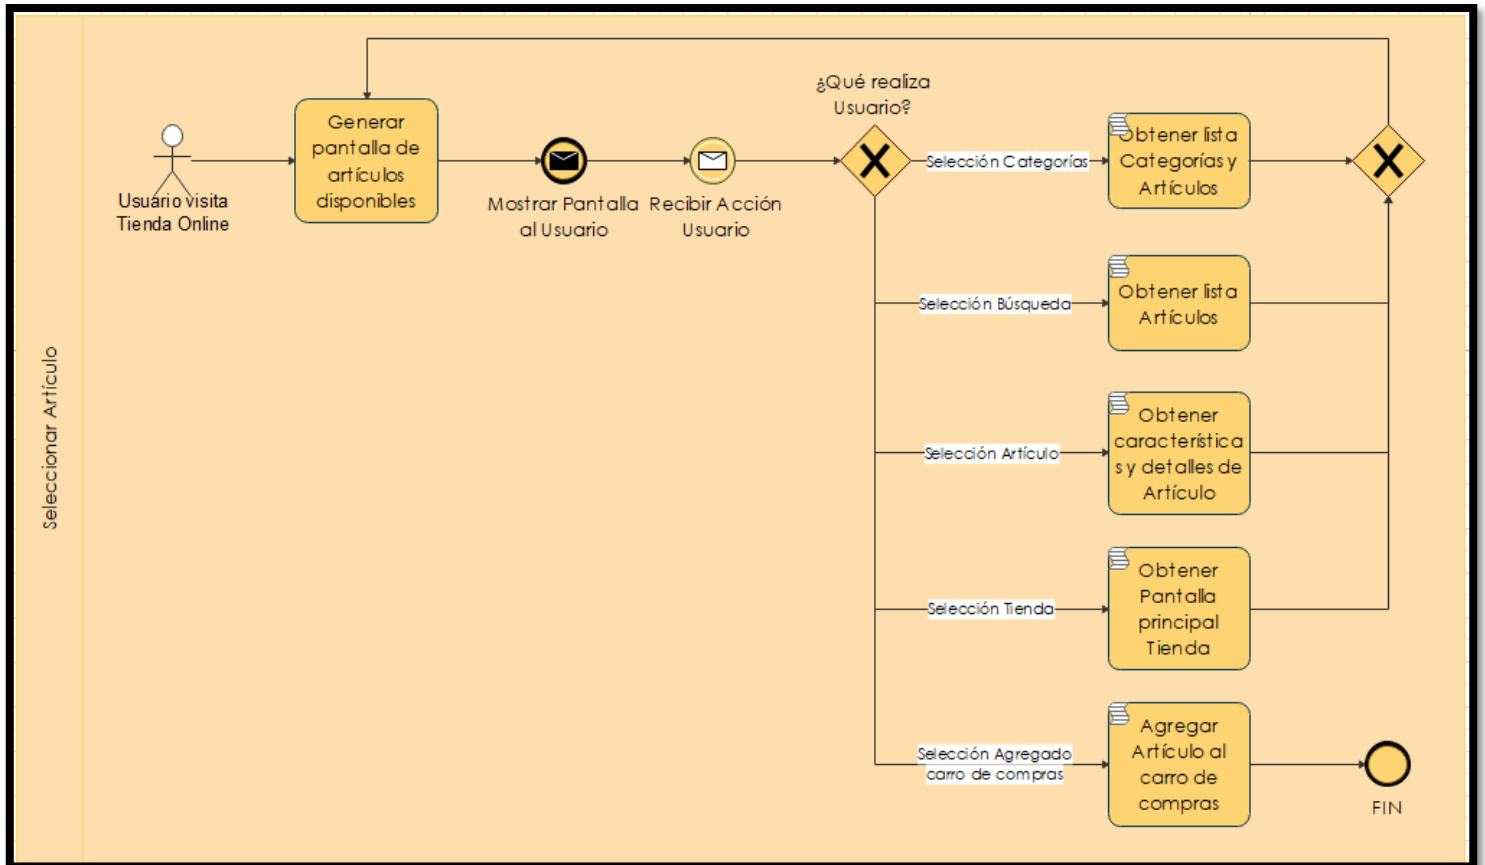 Seleccionar Artículo
Usuario visita
Tienda Online
Generar
pantalla de
artículos
disponibles
Mostrar Pantalla
al Usuario
Recibir Acción
Usuario
¿Qué realiza
Usuario?
Selección Categorías
Obtener lista
Categorías y
Artículos
Selección Búsqueda
Obtener lista
Artículos
Selección Artículo
Obtener
característica
s y detalles de
Artículo
Selección Tienda
Obtener
Pantalla
principal
Tienda
Selección Agregado
carro de compras
Agregar
Artículo al
carro de
compras
FIN